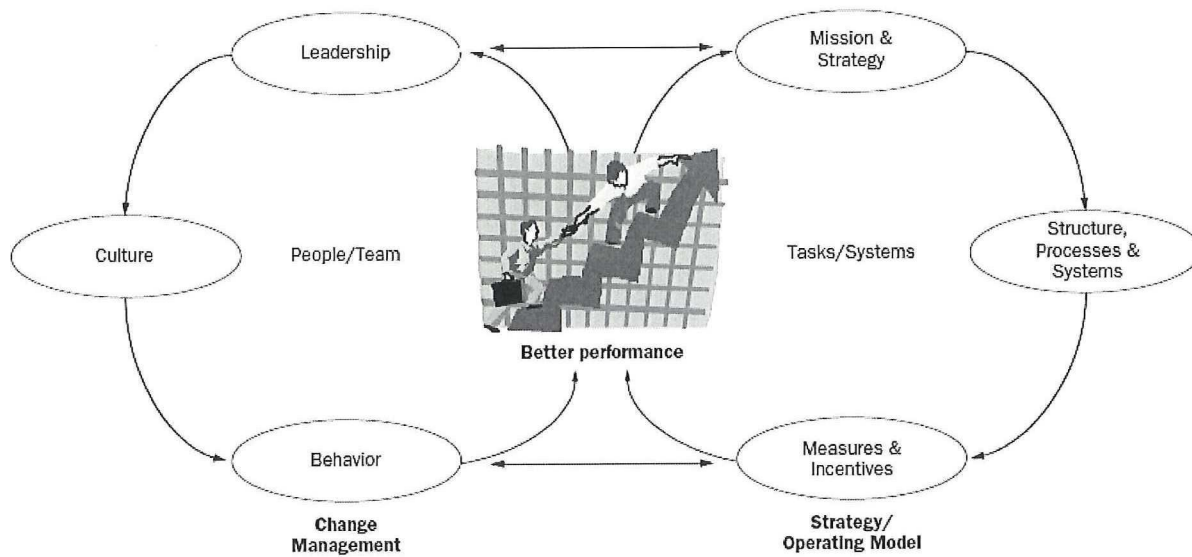 Leadership
Mission &
Strategy
Culture
People/Team
Tasks/Systems
Structure,
Processes &
Systems
Better performance
Behavior
Measures &
Incentives
Change
Management
Strategy/
Operating Model